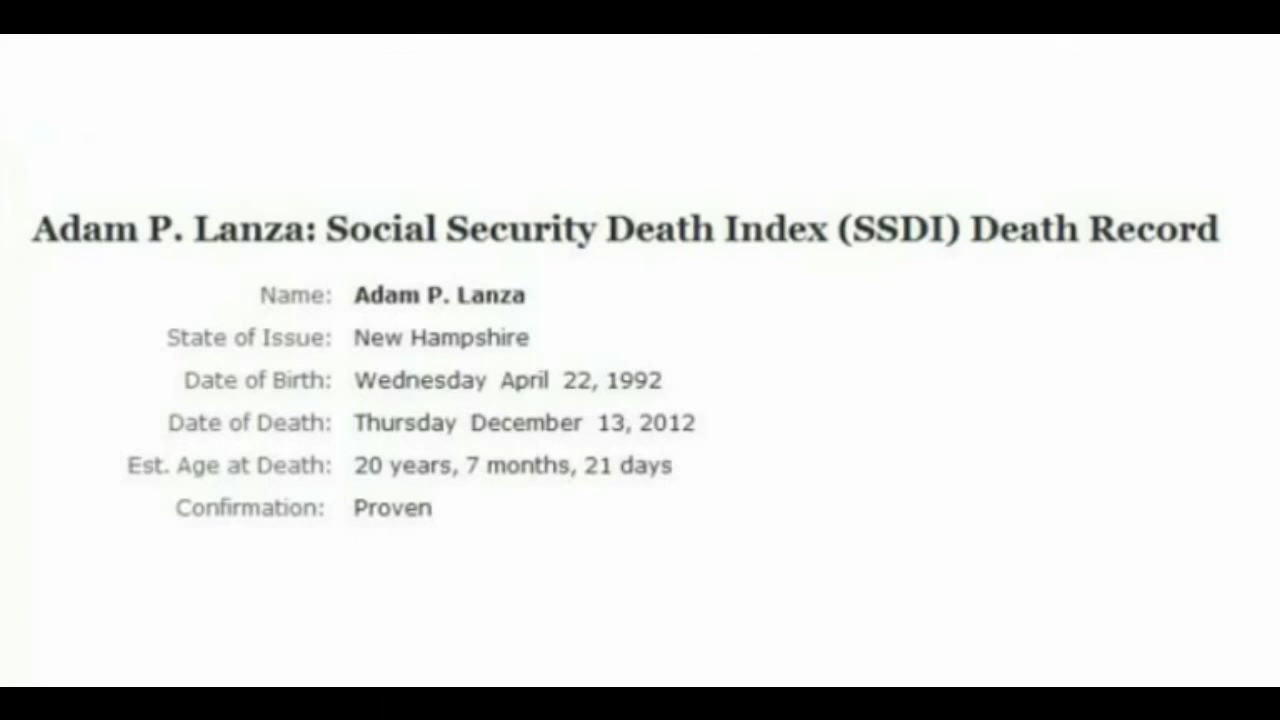 Adam P. Lanza: Social Security Death Index (SSDI) Death Record
Name: Adam P. Lanza
State of Issue: New Hampshire
Date of Birth: Wednesday April 22, 1992
Date of Death: Thursday December 13, 2012
Est. Age at Death: 20 years, 7 months, 21 days
Confirmation: Proven